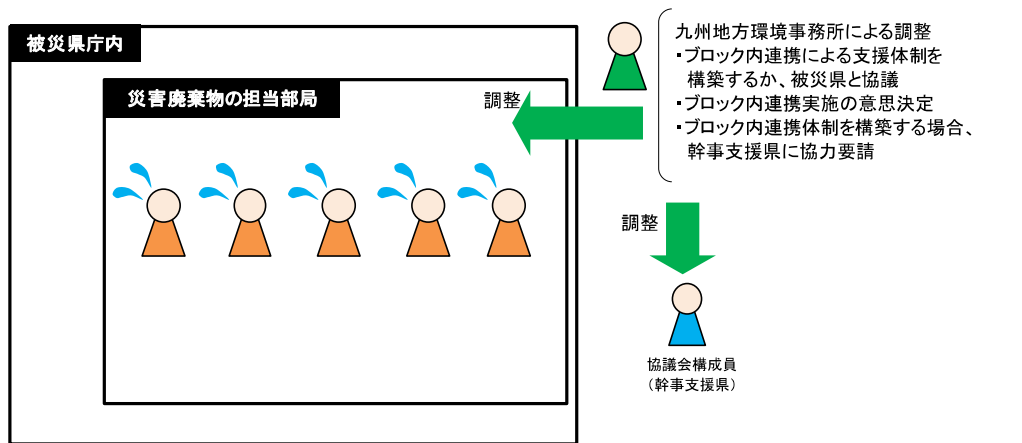 被災県庁内
災害廃棄物の担当部局
調整
九州地方環境事務所による調整
・ブロック内連携による支援体制を
構築するか、被災県と協議
・ブロック内連携実施の意思決定
・ブロック内連携体制を構築する場合、
幹事支援県に協力要請
調整
協議会構成員
（幹事支援県）